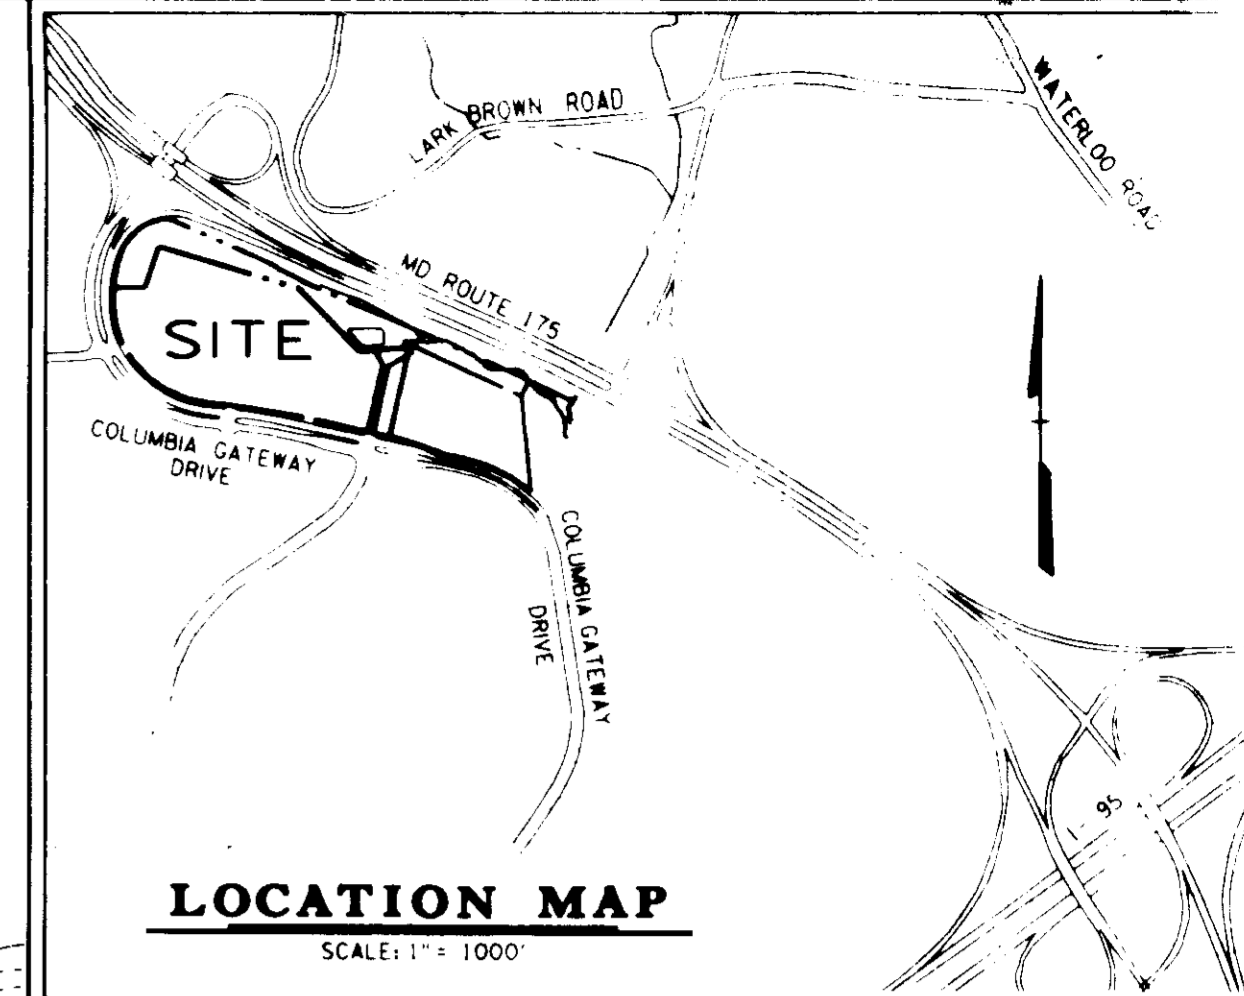 LARK BROWN ROAD
WATERLOO ROAD
MD ROUTE 175
SITE
COLUMBIA GATEWAY
DRIVE
COLUMBIA GATEWAY
DRIVE
I-95
LOCATION MAP
SCALE: 1" = 1000'